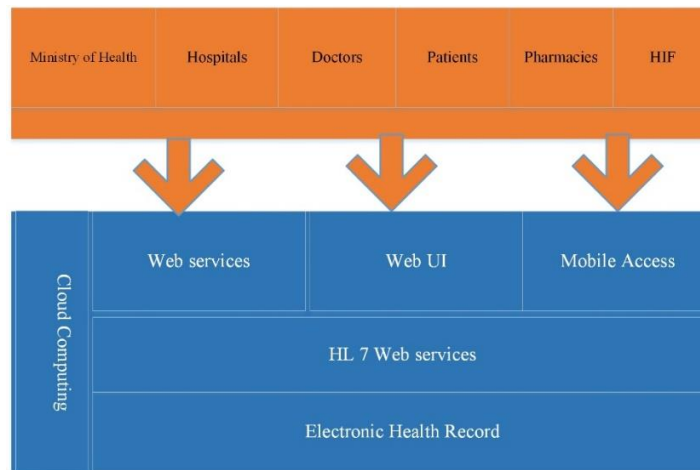 Ministry of Health
Hospitals
Doctors
Patients
Pharmacies
HIF
Cloud Computing
Web services
Web UI
Mobile Access
HL 7 Web services
Electronic Health Record